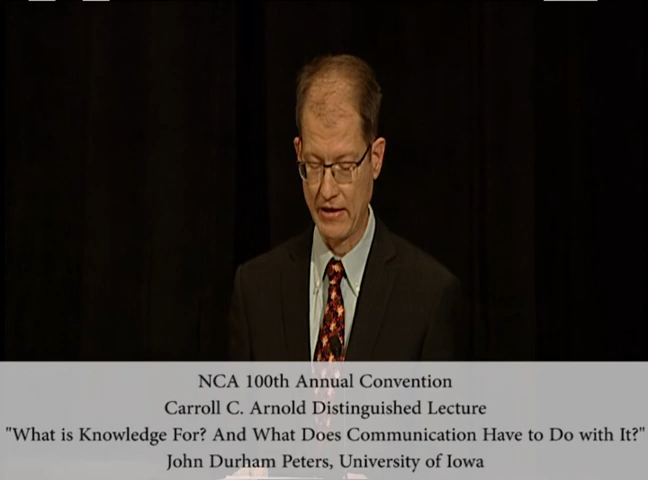 NCA 100th Annual Convention
Carroll C. Arnold Distinguished Lecture
"What is Knowledge For? And What Does Communication Have to Do with It?"
John Durham Peters, University of Iowa